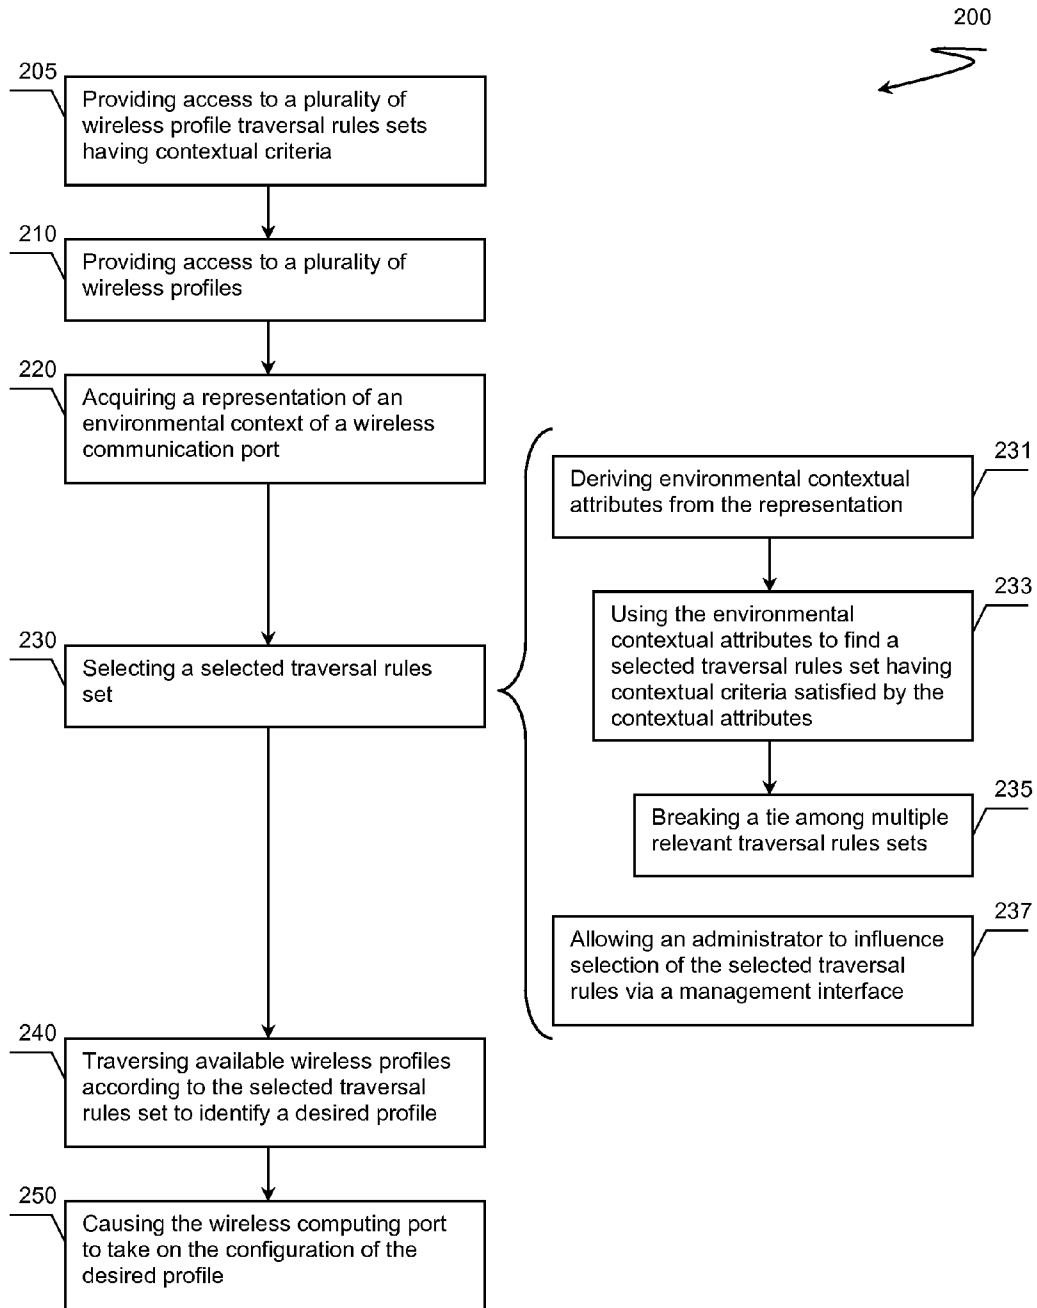 200
205
Providing access to a plurality of
wireless profile traversal rules sets
having contextual criteria
210
Providing access to a plurality of
wireless profiles
220
Acquiring a representation of an
environmental context of a wireless
communication port
230
Selecting a selected traversal rules
set
231
Deriving environmental contextual
attributes from the representation
233
Using the environmental
contextual attributes to find a
selected traversal rules set having
contextual criteria satisfied by the
contextual attributes
235
Breaking a tie among multiple
relevant traversal rules sets
237
Allowing an administrator to influence
selection of the selected traversal
rules via a management interface
240
Traversing available wireless profiles
according to the selected traversal
rules set to identify a desired profile
250
Causing the wireless computing port
to take on the configuration of the
desired profile